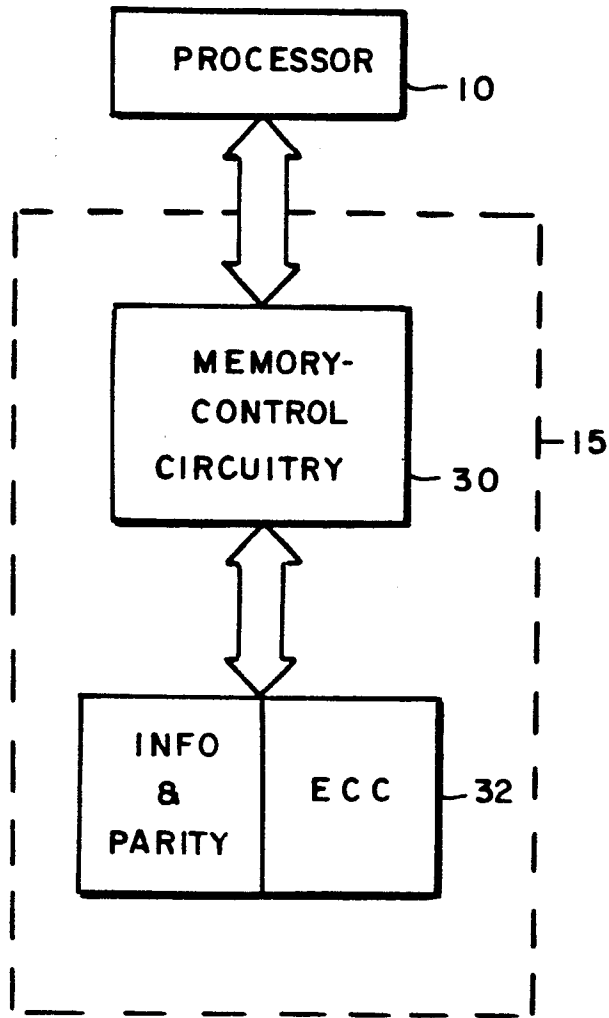 PROCESSOR
10
MEMORY-
CONTROL
CIRCUITRY
30
15
INFO
&
PARITY
ECC
32